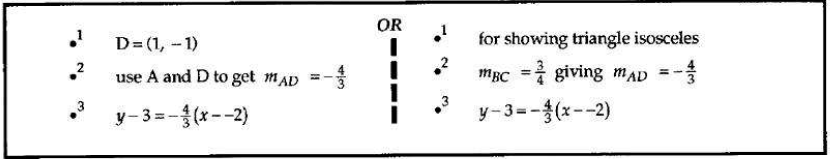 •1 D = (1, −1)
•2 use A and D to get m_AD = −4/3
•3 y − 3 = −4/3(x − −2)
OR
•1 for showing triangle isosceles
•2 m_BC = 3/4 giving m_AD = −4/3
•3 y − 3 = −4/3(x − −2)